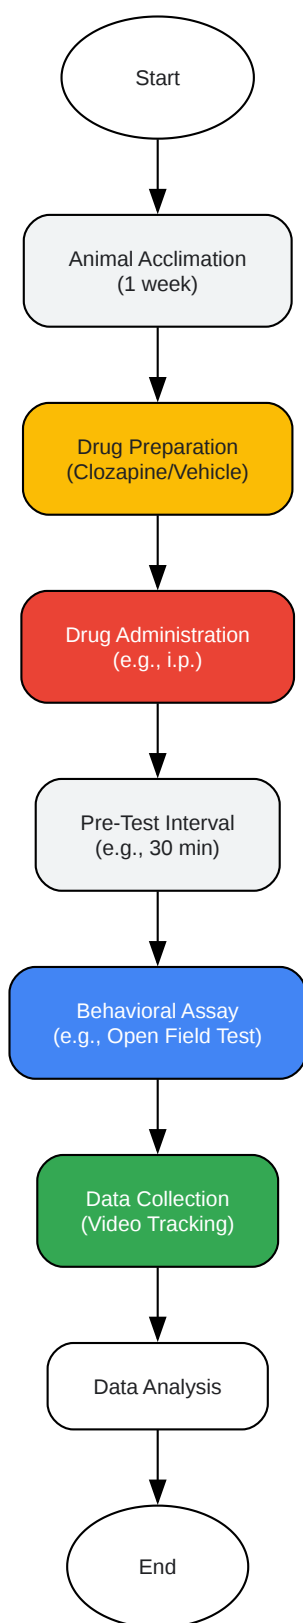 Start
Animal Acclimation
(1 week)
Drug Preparation
(Clozapine/Vehicle)
Drug Administration
(e.g., i.p.)
Pre-Test Interval
(e.g., 30 min)
Behavioral Assay
(e.g., Open Field Test)
Data Collection
(Video Tracking)
Data Analysis
End